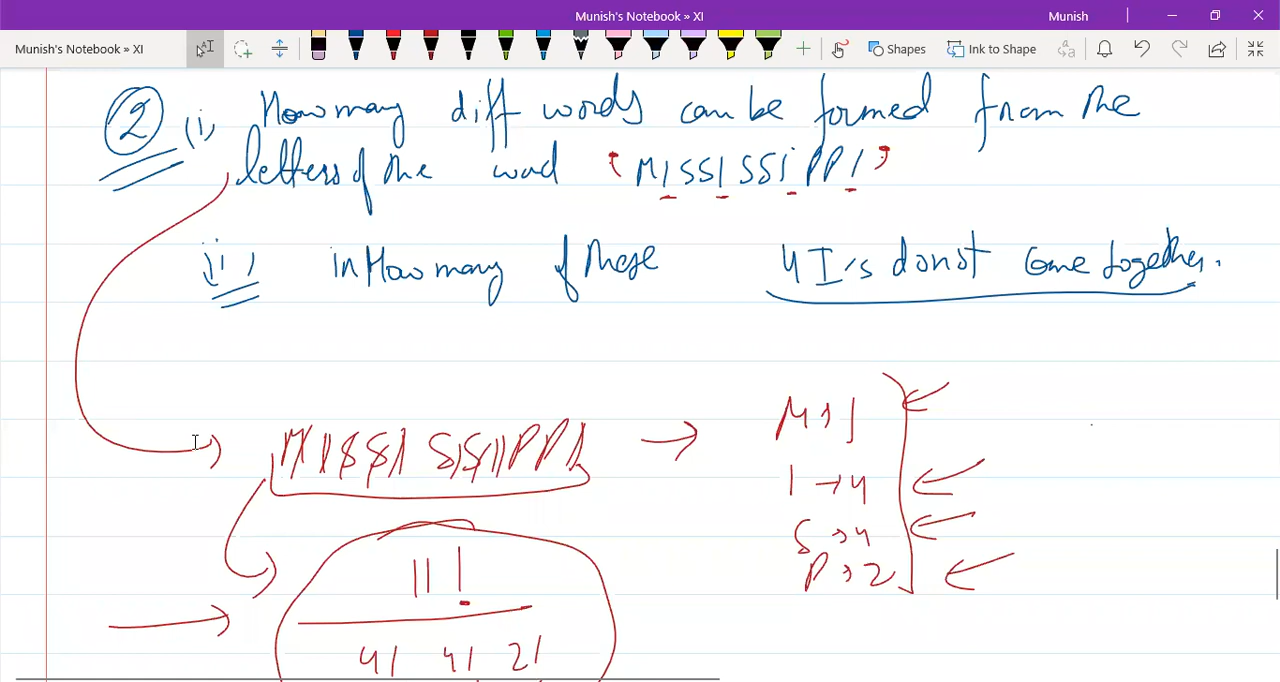 Munish's Notebook » XI
Munish
Munish's Notebook » XI
Shapes
Ink to Shape
2 (i) How many diff words can be formed from the
letters of the word "MISSISSIPPI"
ii) in How many of these 4 I's do not come together.
MISSISSIPPI → M → 1
I → 4
S → 4
P → 2
11!
4! 4! 2!